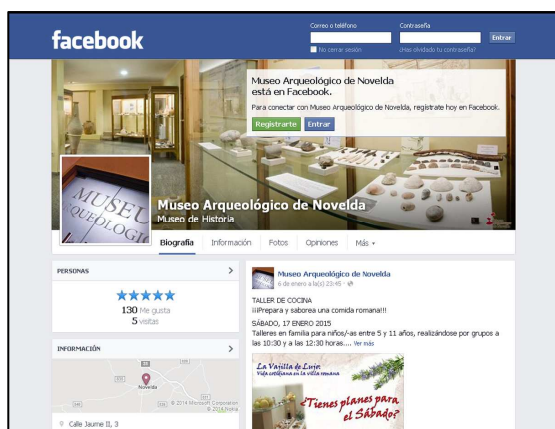 facebook
Correo o teléfono
Contraseña
Entrar
No cerrar sesión
¿Has olvidado tu contraseña?
Museo Arqueológico de Novelda
está en Facebook.
Para conectar con Museo Arqueológico de Novelda, regístrate hoy en Facebook.
Registrarte
Entrar
MUSEU
ARQUEOLOGI
Museo Arqueológico de Novelda
Museo de Historia
Biografía
Información
Fotos
Opiniones
Más
PERSONAS
130 Me gusta
5 visitas
INFORMACIÓN
Novelda
© 2014 Microsoft Corporation
© 2014 Nokia
Calle Jaume II, 3
Museo Arqueológico de Novelda
6 de enero a la(s) 23:45
TALLER DE COCINA
¡¡¡Prepara y saborea una comida romana!!!
SÁBADO, 17 ENERO 2015
Talleres en familia para niños/-as entre 5 y 11 años, realizándose por grupos a
las 10:30 y a las 12:30 horas.... Ver más
La Vajilla de Lujo:
Vida cotidiana en la villa romana
¿Tienes planes para
el Sábado?